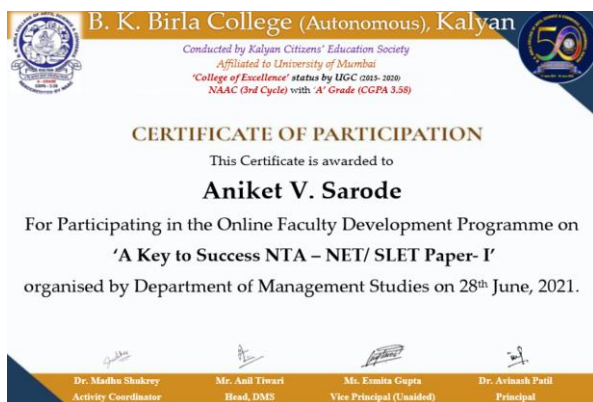 B. K. Birla College (Autonomous), Kalyan
Conducted by Kalyan Citizens' Education Society
Affiliated to University of Mumbai
'College of Excellence' status by UGC (2015- 2020)
NAAC (3rd Cycle) with 'A' Grade (CGPA 3.58)
CERTIFICATE OF PARTICIPATION
This Certificate is awarded to
Aniket V. Sarode
For Participating in the Online Faculty Development Programme on
'A Key to Success NTA – NET/ SLET Paper- I'
organised by Department of Management Studies on 28th June, 2021.
Dr. Madhu Shukrey Mr. Anil Tiwari Ms. Esmita Gupta Dr. Avinash Patil
Activity Coordinator Head, DMS Vice Principal (Unaided) Principal